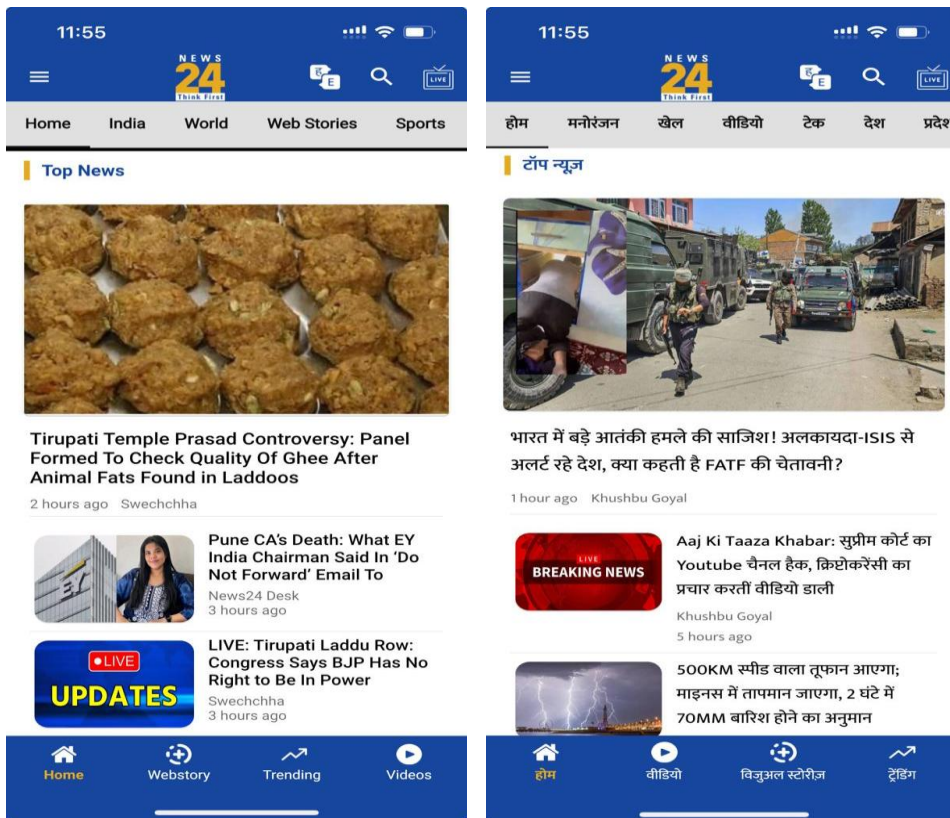 11:55
NEWS
24
Think First
ह
E
LIVE
Home India World Web Stories Sports
Top News
Tirupati Temple Prasad Controversy: Panel
Formed To Check Quality Of Ghee After
Animal Fats Found in Laddoos
2 hours ago Swechchha
EY
Pune CA's Death: What EY
India Chairman Said In ‘Do
Not Forward’ Email To
News24 Desk
3 hours ago
LIVE
UPDATES
LIVE: Tirupati Laddu Row:
Congress Says BJP Has No
Right to Be In Power
Swechchha
3 hours ago
Home Webstory Trending Videos
11:55
NEWS
24
Think First
ह
E
LIVE
होम मनोरंजन खेल वीडियो टेक देश प्रदेश
टॉप न्यूज़
भारत में बड़े आतंकी हमले की साजिश! अलकायदा-ISIS से
अलर्ट रहे देश, क्या कहती है FATF की चेतावनी?
1 hour ago Khushbu Goyal
LIVE
BREAKING NEWS
Aaj Ki Taaza Khabar: सुप्रीम कोर्ट का
Youtube चैनल हैक, क्रिप्टोकरेंसी का
प्रचार करतीं वीडियो डाली
Khushbu Goyal
5 hours ago
500KM स्पीड वाला तूफान आएगा;
माइनस में तापमान जाएगा, 2 घंटे में
70MM बारिश होने का अनुमान
होम वीडियो विजुअल स्टोरीज़ ट्रेंडिंग